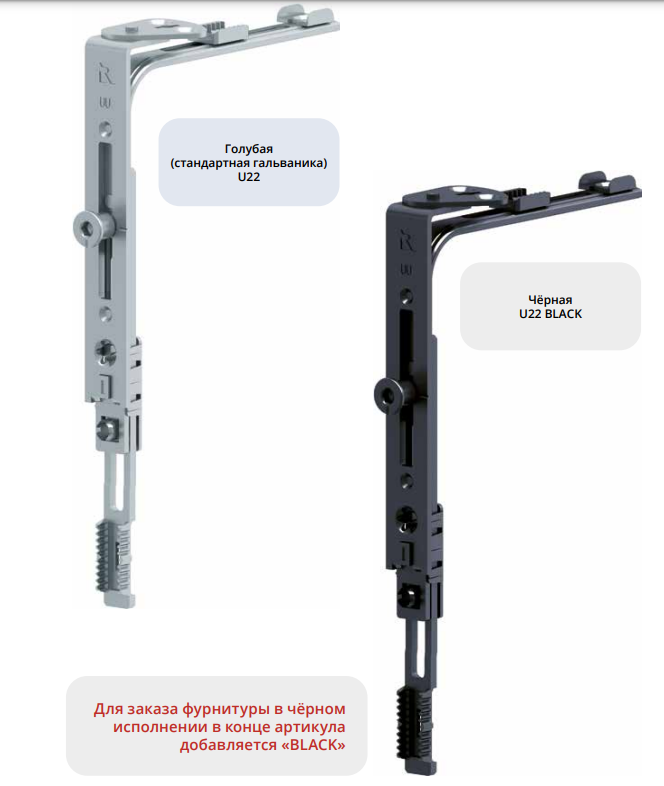 Голубая
(стандартная гальваника)
U22
Чёрная
U22 BLACK
Для заказа фурнитуры в чёрном
исполнении в конце артикула
добавляется «BLACK»